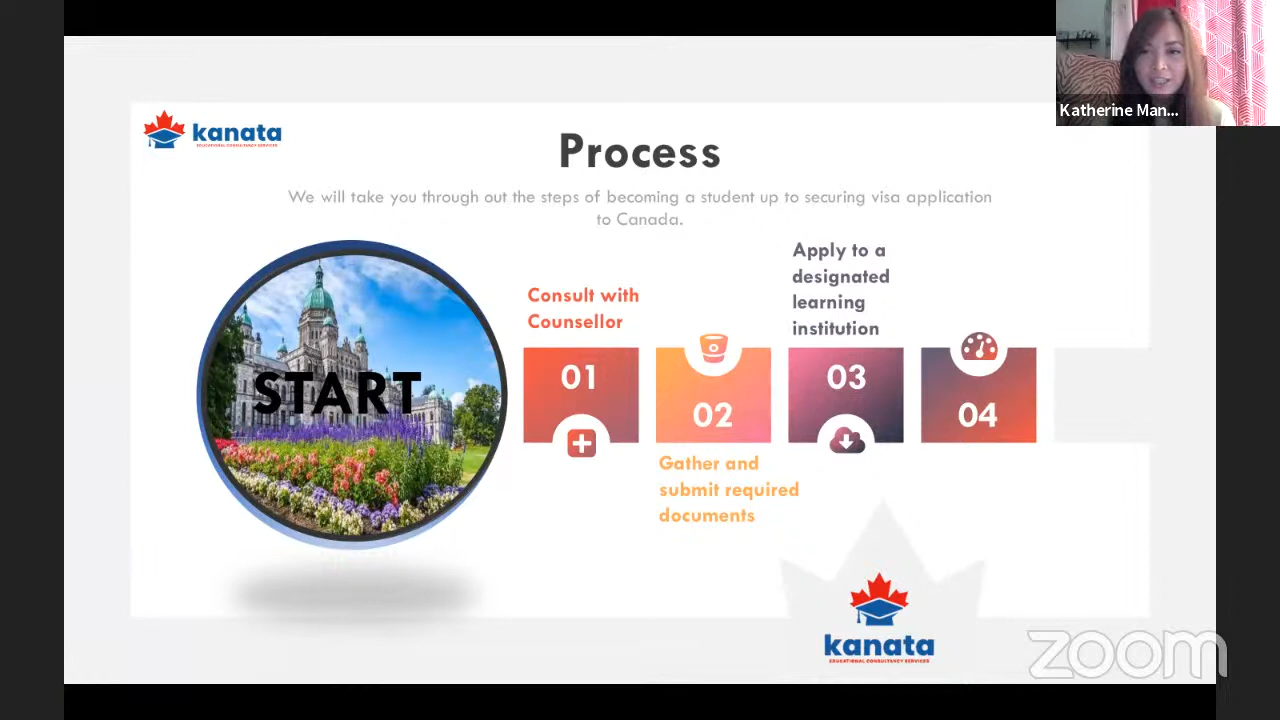 Katherine Man...
kanata
EDUCATIONAL CONSULTANCY SERVICES
Process
We will take you through out the steps of becoming a student up to securing visa application
to Canada.
START
Consult with
Counsellor
01
02
Gather and
submit required
documents
Apply to a
designated
learning
institution
03
04
kanata
EDUCATIONAL CONSULTANCY SERVICES
zoom